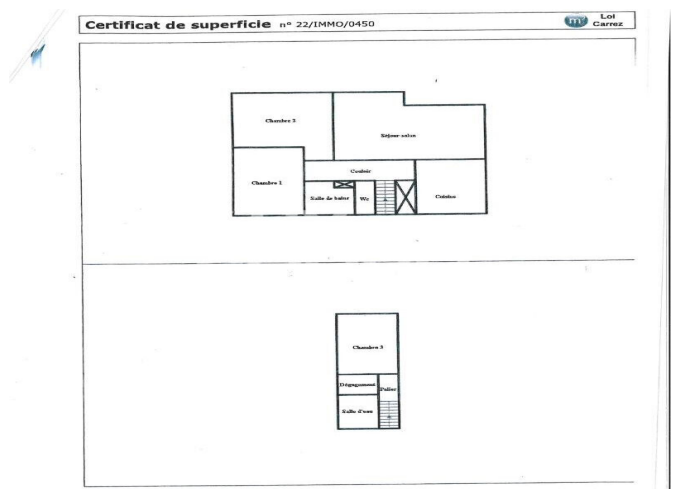 Certificat de superficie n° 22/IMMO/0450
m²
Loi
Carrez
Chambre 2
Séjour-salon
Couloir
Chambre 1
Salle de bains
Wc
Cuisine
Chambre 3
Dégagement
Palier
Salle d'eau